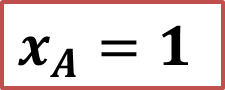 x_A = 1